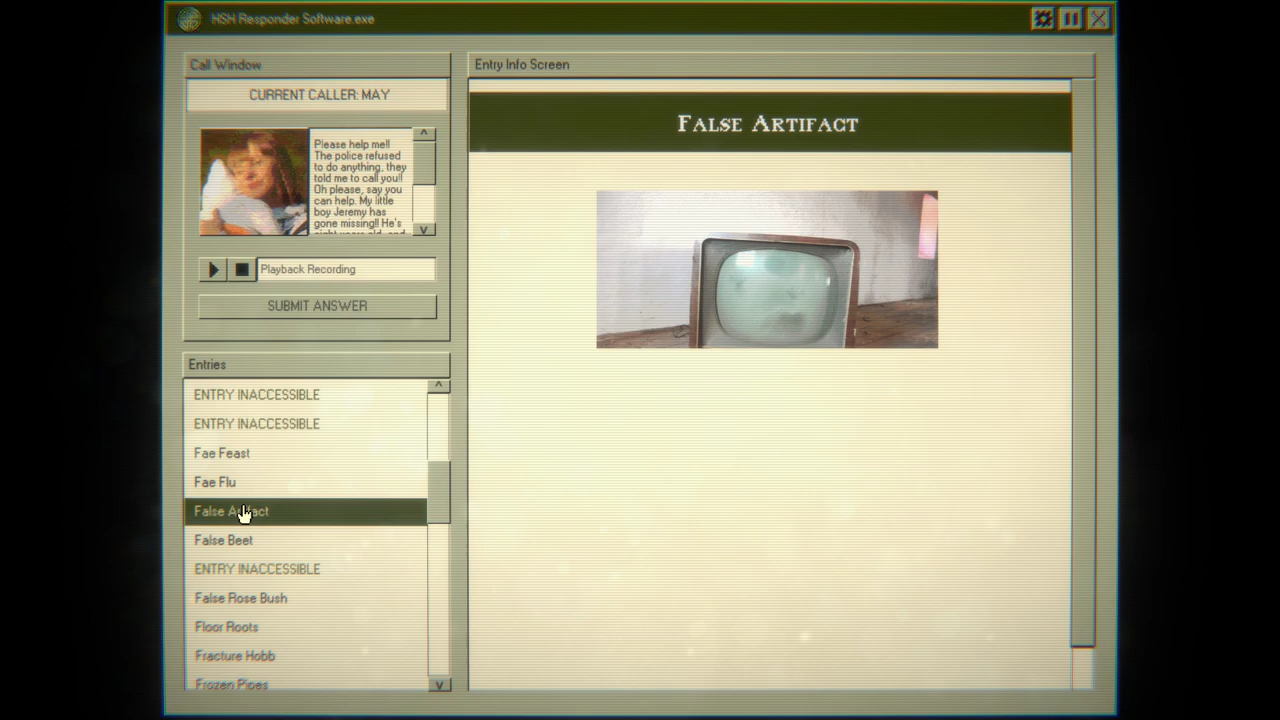 HSH Responder Software.exe
Call Window
CURRENT CALLER: MAY
Please help me!!
The police refused
to do anything, they
told me to call you!!
Oh please, say you
can help. My little
boy Jeremy has
gone missing!! He's
Playback Recording
SUBMIT ANSWER
Entries
ENTRY INACCESSIBLE
ENTRY INACCESSIBLE
Fae Feast
Fae Flu
False Artifact
False Beet
ENTRY INACCESSIBLE
False Rose Bush
Floor Roots
Fracture Hobb
Frozen Pipes
Entry Info Screen
False Artifact